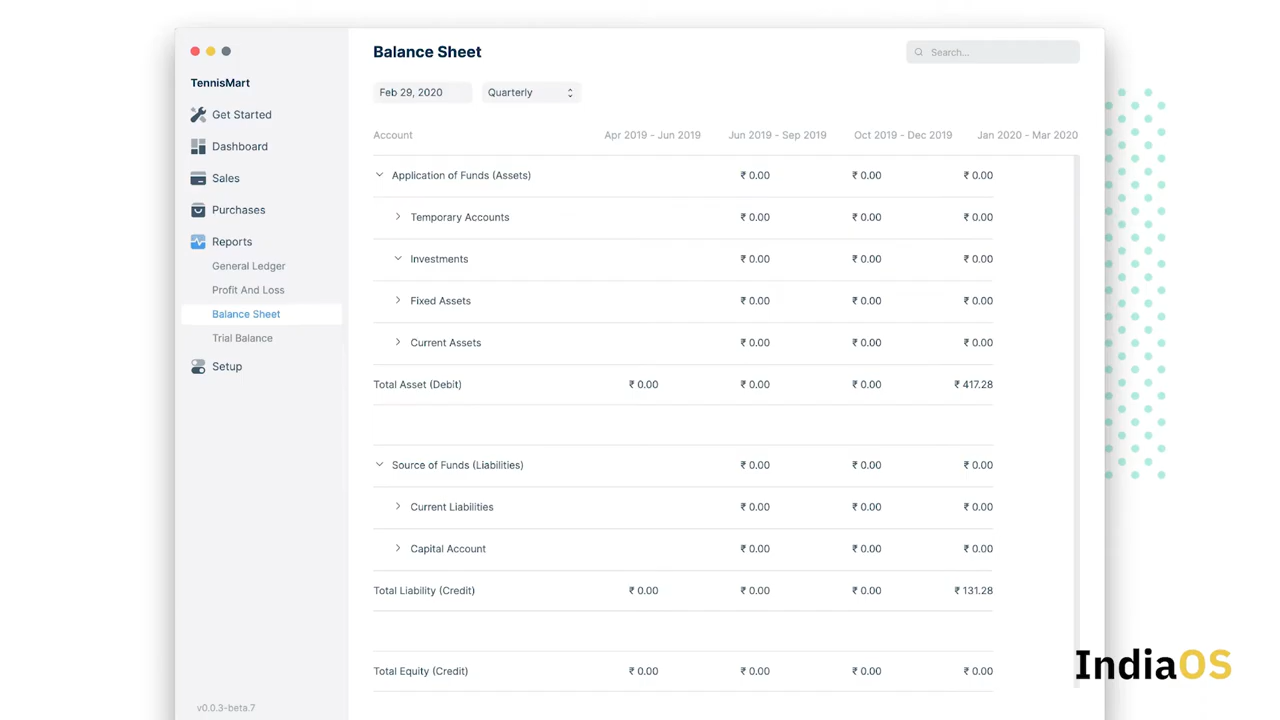 TennisMart
Get Started
Dashboard
Sales
Purchases
Reports
General Ledger
Profit And Loss
Balance Sheet
Trial Balance
Setup
v0.0.3-beta.7
Balance Sheet
Search...
Feb 29, 2020 Quarterly
Account Apr 2019 - Jun 2019 Jun 2019 - Sep 2019 Oct 2019 - Dec 2019 Jan 2020 - Mar 2020
Application of Funds (Assets) ₹ 0.00 ₹ 0.00 ₹ 0.00
Temporary Accounts ₹ 0.00 ₹ 0.00 ₹ 0.00
Investments ₹ 0.00 ₹ 0.00 ₹ 0.00
Fixed Assets ₹ 0.00 ₹ 0.00 ₹ 0.00
Current Assets ₹ 0.00 ₹ 0.00 ₹ 0.00
Total Asset (Debit) ₹ 0.00 ₹ 0.00 ₹ 0.00 ₹ 417.28
Source of Funds (Liabilities) ₹ 0.00 ₹ 0.00 ₹ 0.00
Current Liabilities ₹ 0.00 ₹ 0.00 ₹ 0.00
Capital Account ₹ 0.00 ₹ 0.00 ₹ 0.00
Total Liability (Credit) ₹ 0.00 ₹ 0.00 ₹ 0.00 ₹ 131.28
Total Equity (Credit) ₹ 0.00 ₹ 0.00 ₹ 0.00 ₹ 0.00
IndiaOS